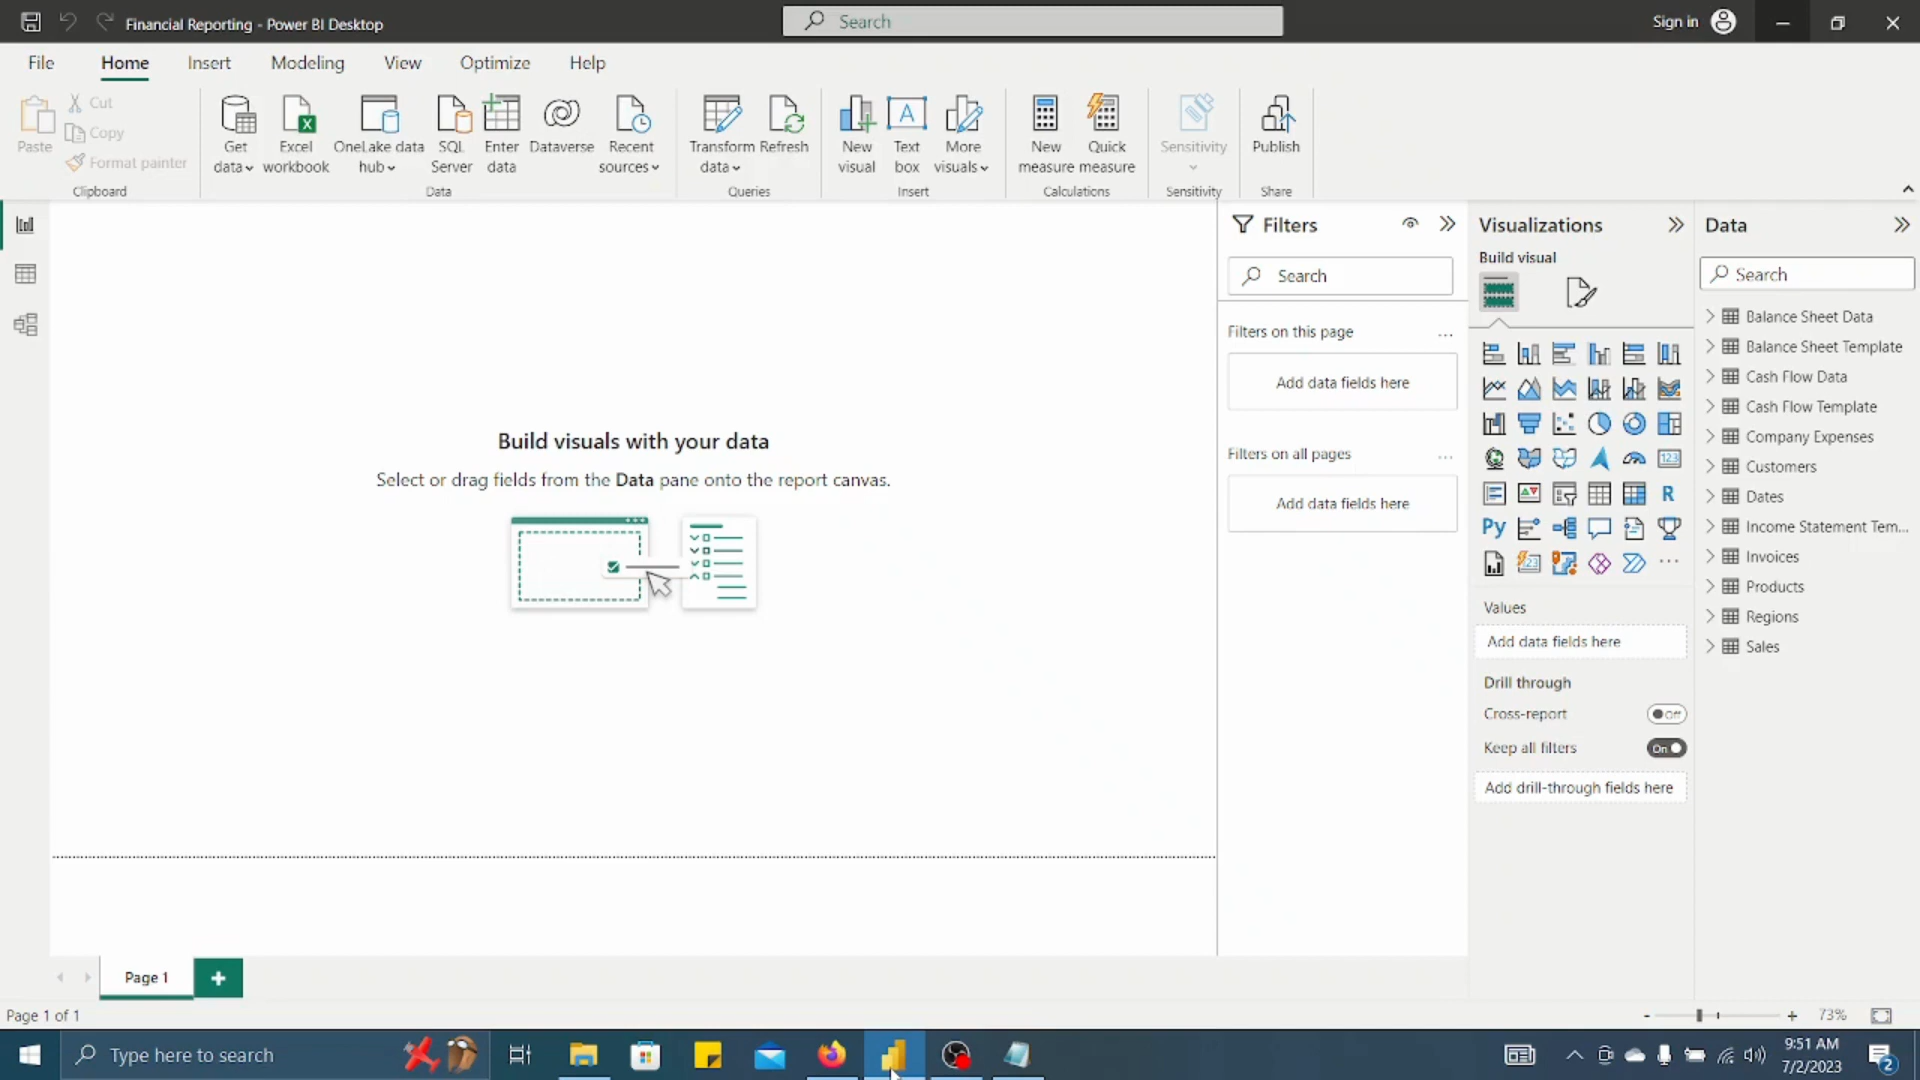 Financial Reporting - Power BI Desktop
Search
Sign in
File
Home
Insert
Modeling
View
Optimize
Help
Paste
Cut
Copy
Format painter
Clipboard
Get data
Excel workbook
OneLake data hub
SQL Server
Enter data
Dataverse
Recent sources
Data
Transform data
Refresh
Queries
New visual
Text box
More visuals
Insert
New measure
Quick measure
Calculations
Sensitivity
Sensitivity
Publish
Share
Build visuals with your data
Select or drag fields from the Data pane onto the report canvas.
Filters
Search
Filters on this page
...
Add data fields here
Filters on all pages
...
Add data fields here
Visualizations
Build visual
123
R
Py
...
Values
Add data fields here
Drill through
Cross-report
Off
Keep all filters
On
Add drill-through fields here
Data
Search
Balance Sheet Data
Balance Sheet Template
Cash Flow Data
Cash Flow Template
Company Expenses
Customers
Dates
Income Statement Tem...
Invoices
Products
Regions
Sales
Page 1
+
Page 1 of 1
- + 73%
Type here to search
9:51 AM
7/2/2023
2